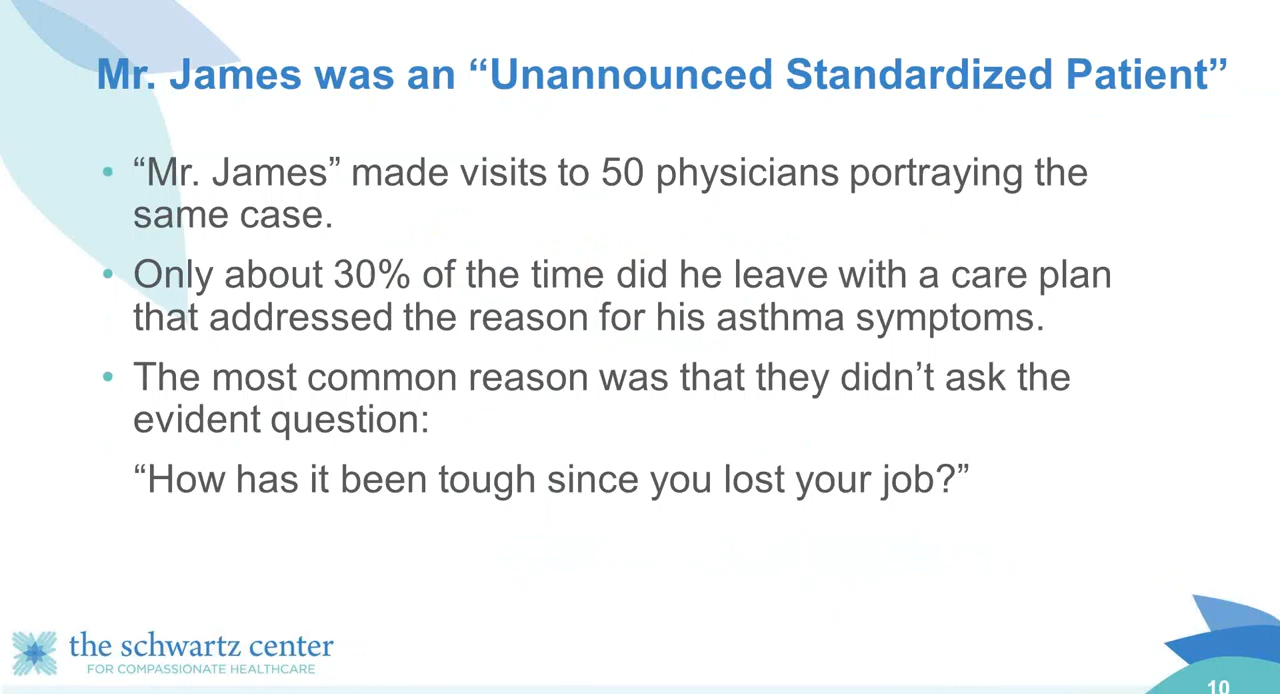 Mr. James was an “Unannounced Standardized Patient”
• “Mr. James” made visits to 50 physicians portraying the
same case.
• Only about 30% of the time did he leave with a care plan
that addressed the reason for his asthma symptoms.
• The most common reason was that they didn’t ask the
evident question:
“How has it been tough since you lost your job?”
the schwartz center
FOR COMPASSIONATE HEALTHCARE
10